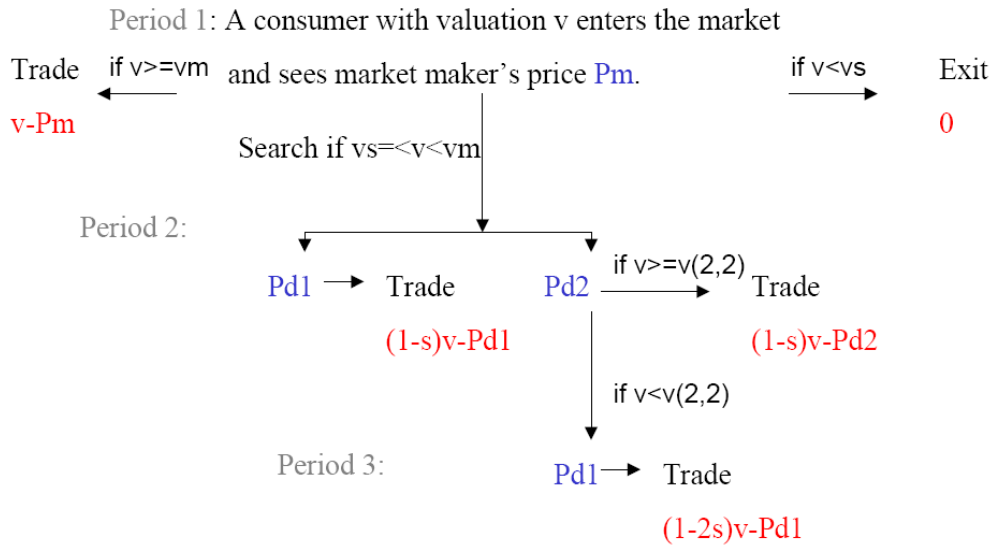 Period 1: A consumer with valuation v enters the market
Trade if v>=vm and sees market maker’s price Pm. if v<vs Exit
v-Pm 0
Search if vs=<v<vm
Period 2:
Pd1 Trade Pd2 if v>=v(2,2) Trade
(1-s)v-Pd1 (1-s)v-Pd2
if v<v(2,2)
Period 3: Pd1 Trade
(1-2s)v-Pd1